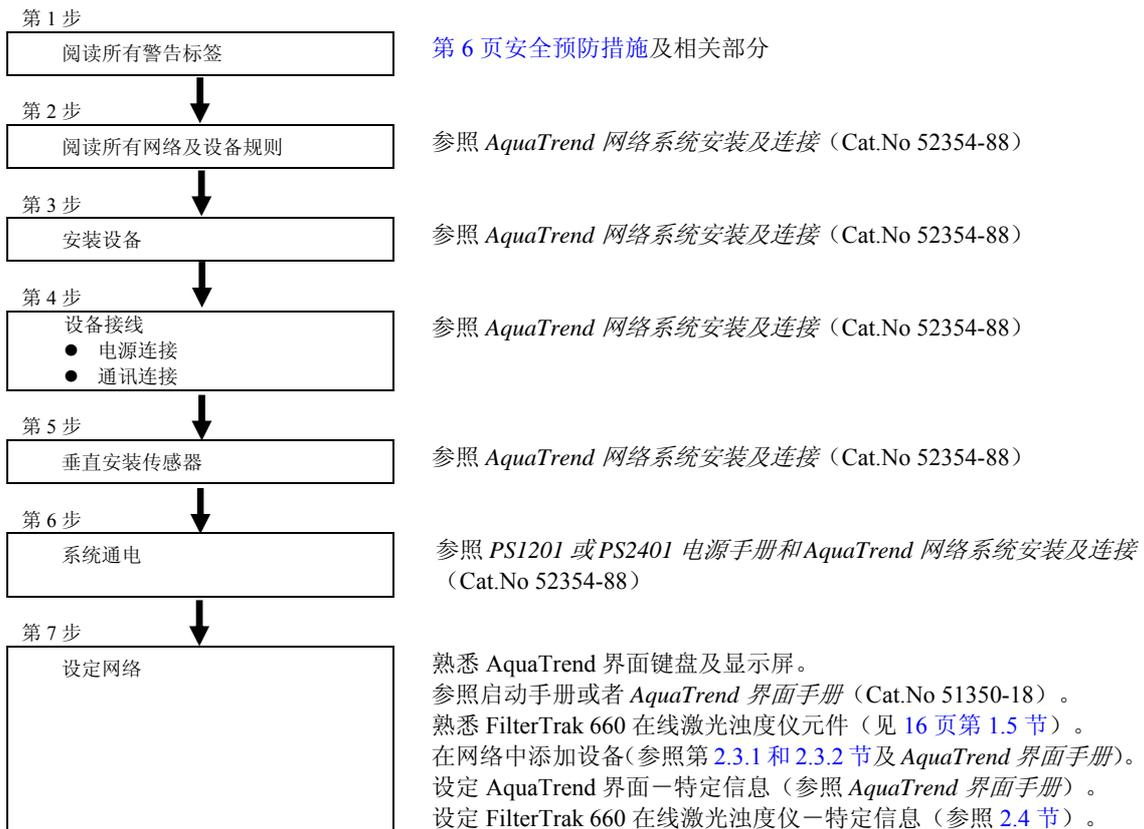 第 1 步
阅读所有警告标签
第 6 页安全预防措施及相关部分
第 2 步
阅读所有网络及设备规则
参照 AquaTrend 网络系统安装及连接（Cat.No 52354-88）
第 3 步
安装设备
参照 AquaTrend 网络系统安装及连接（Cat.No 52354-88）
第 4 步
设备接线
● 电源连接
● 通讯连接
参照 AquaTrend 网络系统安装及连接（Cat.No 52354-88）
第 5 步
垂直安装传感器
参照 AquaTrend 网络系统安装及连接（Cat.No 52354-88）
第 6 步
系统通电
参照 PS1201 或 PS2401 电源手册和 AquaTrend 网络系统安装及连接
（Cat.No 52354-88）
第 7 步
设定网络
熟悉 AquaTrend 界面键盘及显示屏。
参照启动手册或者 AquaTrend 界面手册（Cat.No 51350-18）。
熟悉 FilterTrak 660 在线激光浊度仪元件（见 16 页第 1.5 节）。
在网络中添加设备（参照第 2.3.1 和 2.3.2 节及 AquaTrend 界面手册）。
设定 AquaTrend 界面－特定信息（参照 AquaTrend 界面手册）。
设定 FilterTrak 660 在线激光浊度仪－特定信息（参照 2.4 节）。